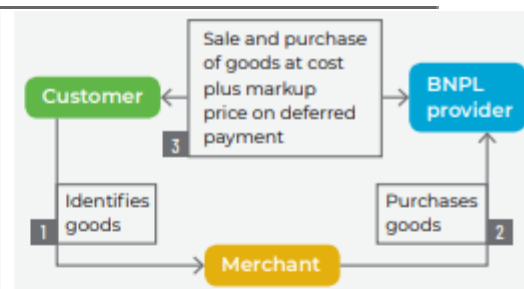 Sale and purchase
of goods at cost
plus markup
price on deferred
payment
3
Customer
BNPL
provider
Identifies
goods
1
Purchases
goods
2
Merchant